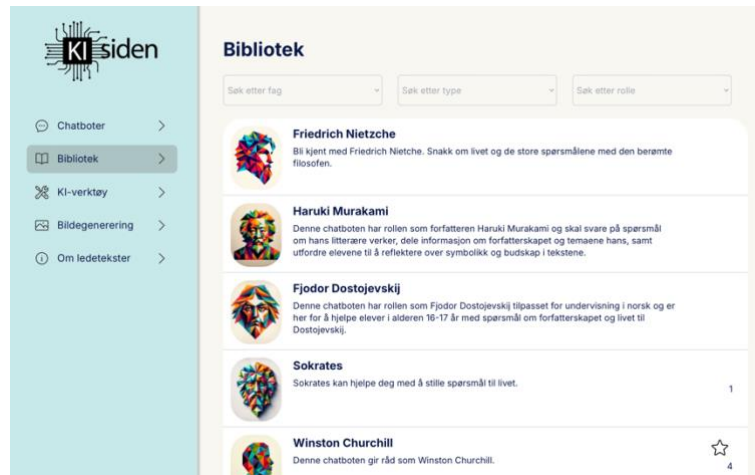 KI siden
Chatboter
Bibliotek
KI-verktøy
Bildegenerering
Om ledetekster
Bibliotek
Søk etter fag
Søk etter type
Søk etter rolle
Friedrich Nietzche
Bli kjent med Friedrich Nietche. Snakk om livet og de store spørsmålene med den berømte
filosofen.
Haruki Murakami
Denne chatboten har rollen som forfatteren Haruki Murakami og skal svare på spørsmål
om hans litterære verker, dele informasjon om forfatterskapet og temaene hans, samt
utfordre elevene til å reflektere over symbolikk og budskap i tekstene.
Fjodor Dostojevskij
Denne chatboten har rollen som Fjodor Dostojevskij tilpasset for undervisning i norsk og er
her for å hjelpe elever i alderen 16-17 år med spørsmål om forfatterskapet og livet til
Dostojevskij.
Sokrates
Sokrates kan hjelpe deg med å stille spørsmål til livet.
1
Winston Churchill
Denne chatboten gir råd som Winston Churchill.
4